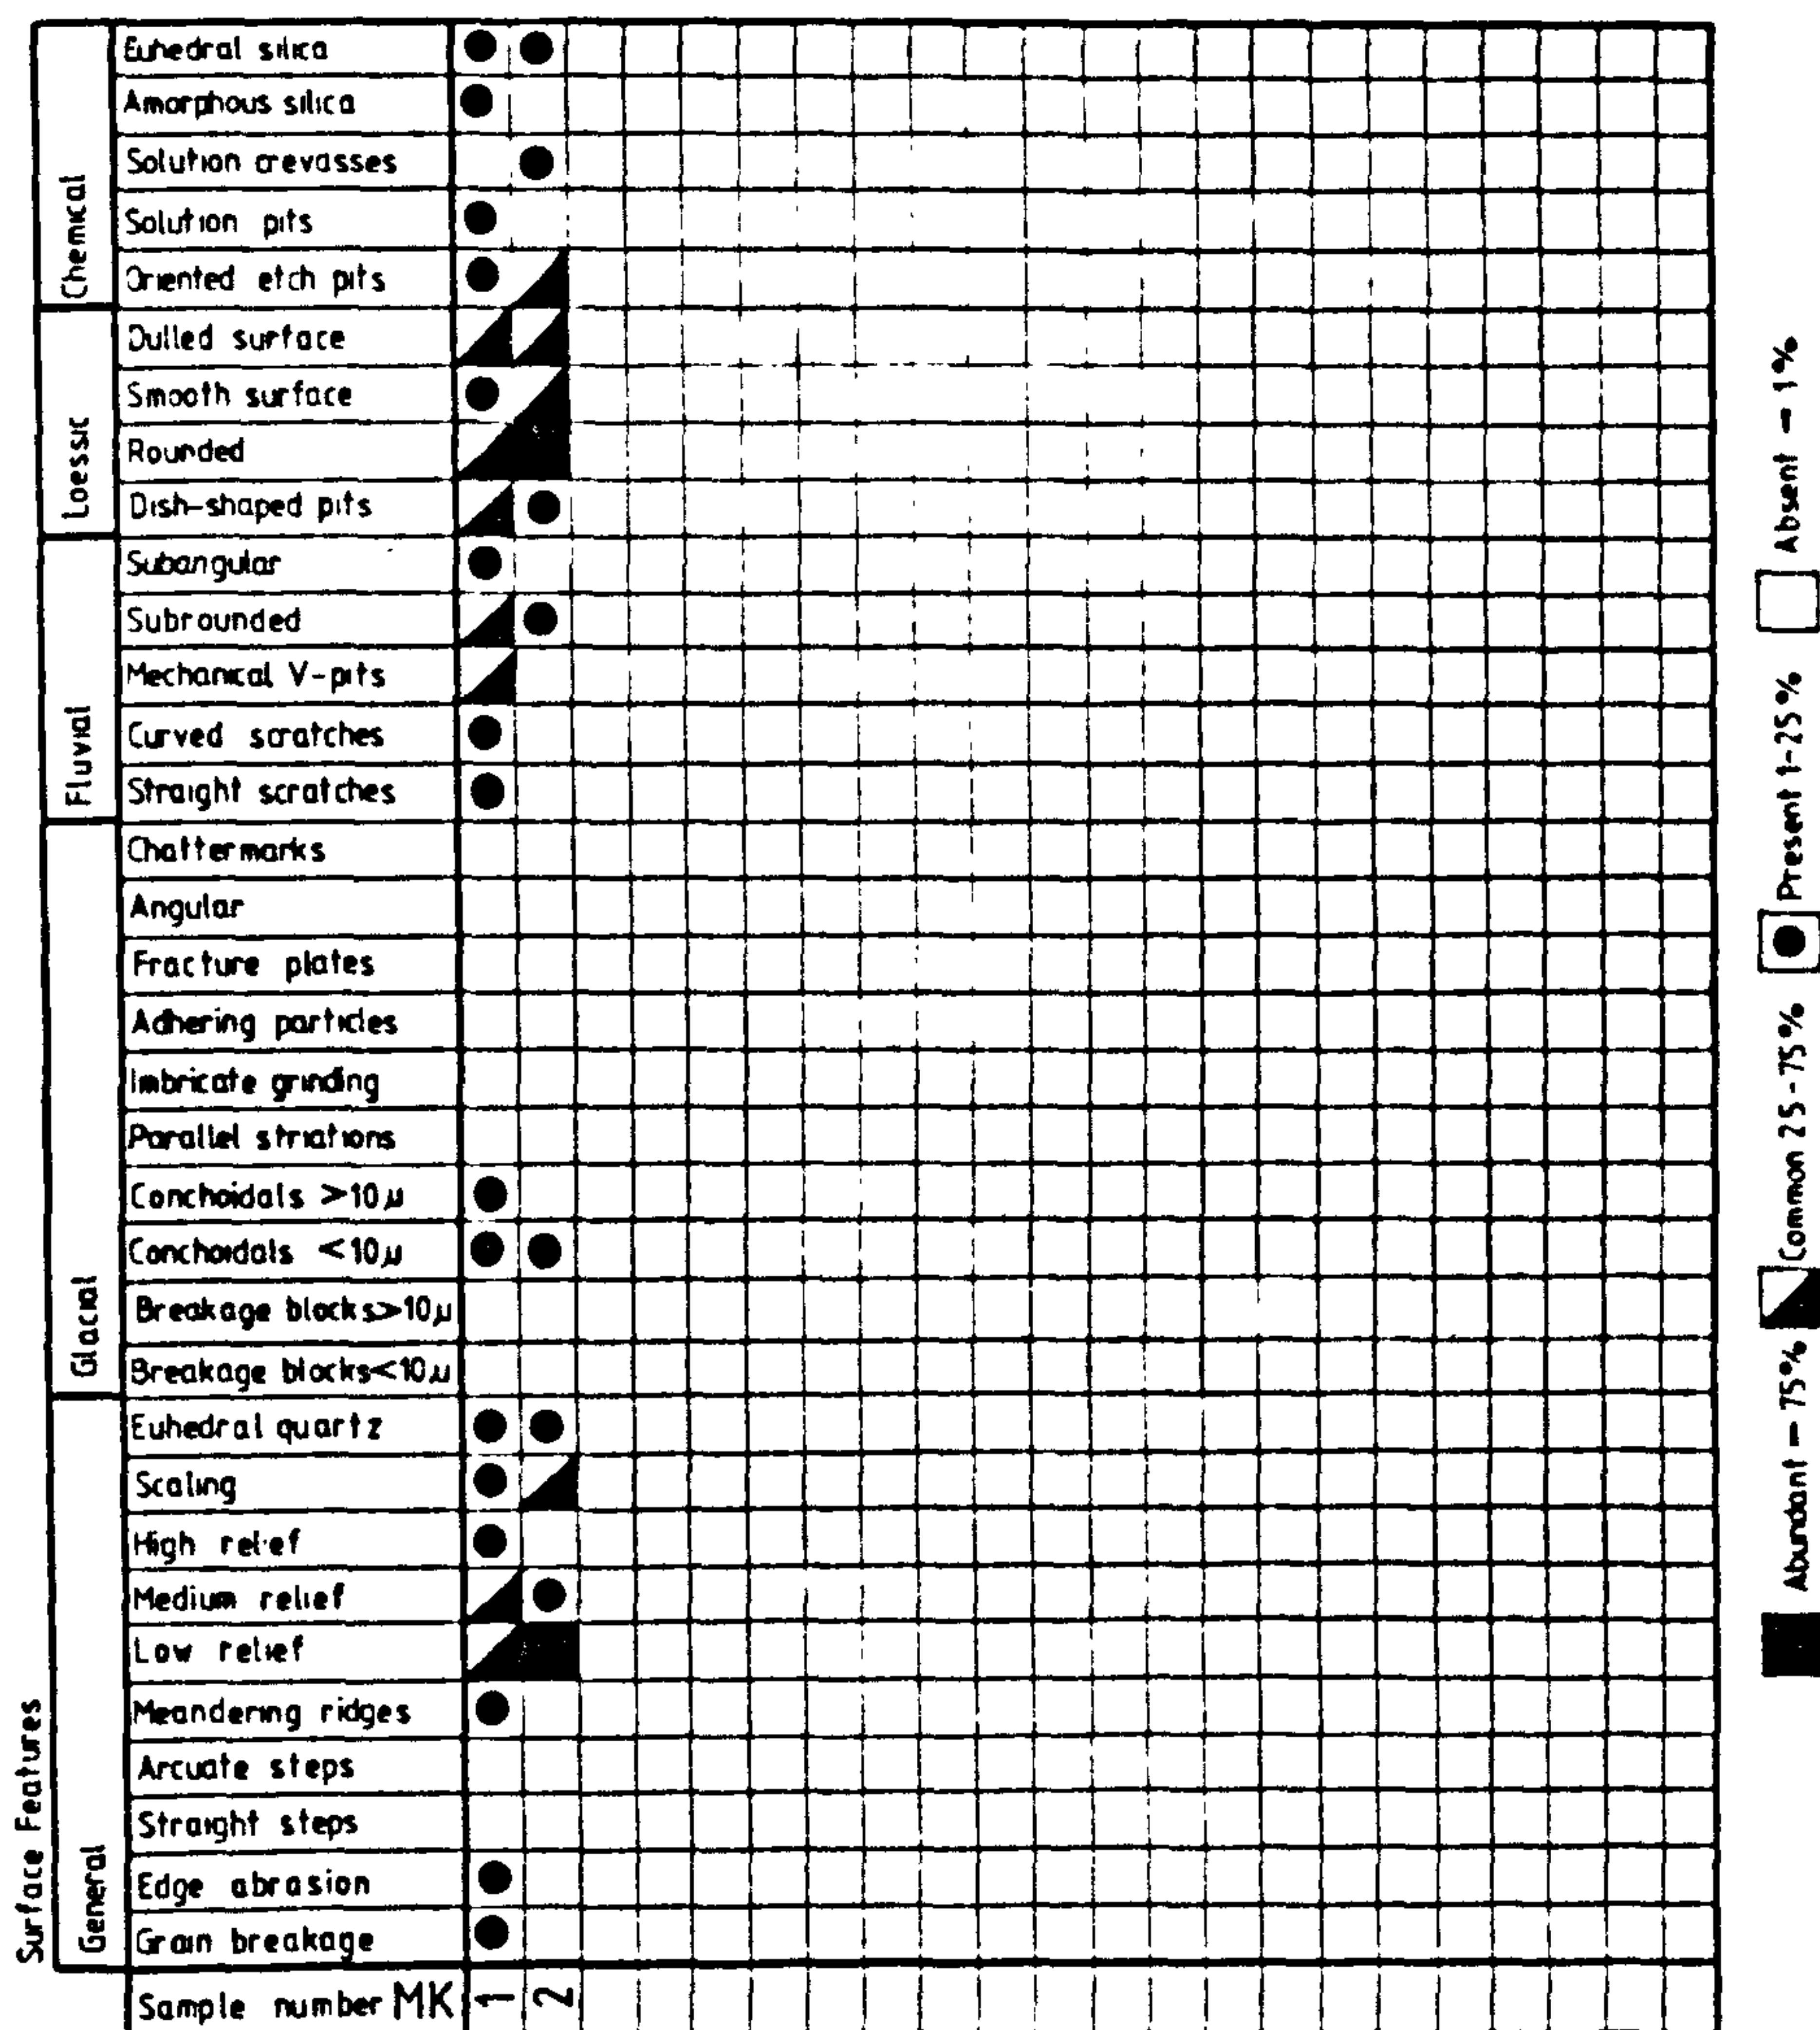 Chemical
Euhedral silica
Amorphous silica
Solution crevasses
Solution pits
Oriented etch pits
Loessic
Dulled surface
Smooth surface
Rounded
Dish-shaped pits
Fluvial
Subangular
Subrounded
Mechanical V-pits
Curved scratches
Straight scratches
Glacial
Chattermarks
Angular
Fracture plates
Adhering particles
Imbricate grinding
Parallel striations
Conchoidals >10µ
Conchoidals <10µ
Breakage blocks>10µ
Breakage blocks<10µ
General
Euhedral quartz
Scaling
High relief
Medium relief
Low relief
Meandering ridges
Arcuate steps
Straight steps
Edge abrasion
Grain breakage
Surface Features
Sample number MK 1 2
Abundant – 75% Common 25-75% Present 1-25% Absent – 1%